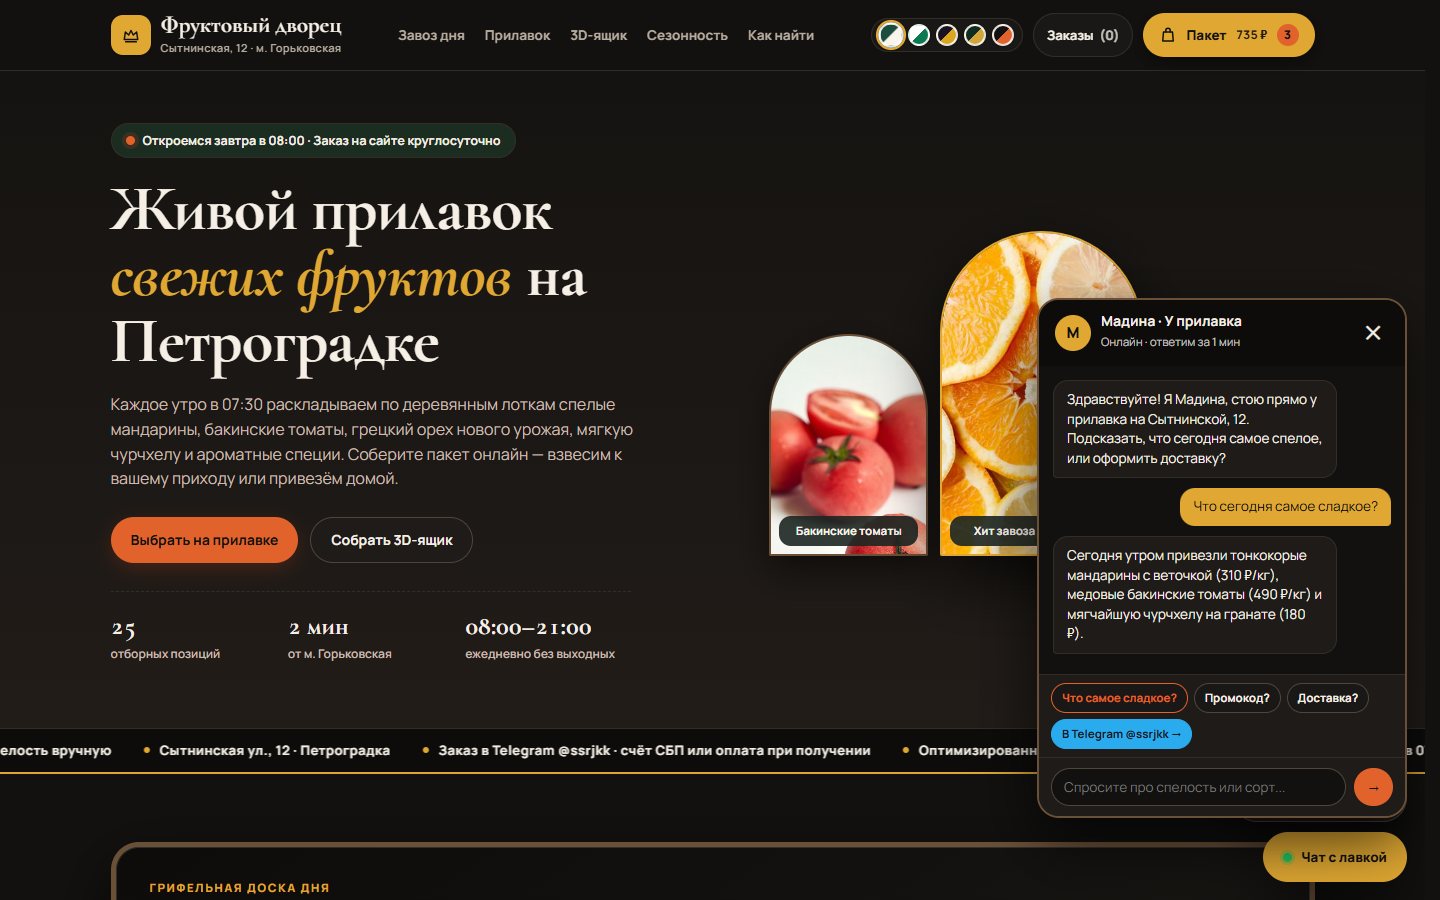 Фруктовый дворец
Сытнинская, 12 · м. Горьковская
Завоз дня
Прилавок
3D-ящик
Сезонность
Как найти
Заказы (0)
Пакет 735 ₽ 3
Откроемся завтра в 08:00 · Заказ на сайте круглосуточно
Живой прилавок
свежих фруктов на
Петроградке
Каждое утро в 07:30 раскладываем по деревянным лоткам спелые
мандарины, бакинские томаты, грецкий орех нового урожая, мягкую
чурчхелу и ароматные специи. Соберите пакет онлайн — взвесим к
вашему приходу или привезём домой.
Выбрать на прилавке
Собрать 3D-ящик
25
отборных позиций
2 мин
от м. Горьковская
08:00–21:00
ежедневно без выходных
Бакинские томаты
Хит завоза
М
Мадина · У прилавка
Онлайн · ответим за 1 мин
Здравствуйте! Я Мадина, стою прямо у
прилавка на Сытнинской, 12.
Подсказать, что сегодня самое спелое,
или оформить доставку?
Что сегодня самое сладкое?
Сегодня утром привезли тонкокорые
мандарины с веточкой (310 ₽/кг),
медовые бакинские томаты (490 ₽/кг) и
мягчайшую чурчхелу на гранате (180
₽).
Что самое сладкое?
Промокод?
Доставка?
В Telegram @ssrjkk →
Спросите про спелость или сорт...
→
елость вручную • Сытнинская ул., 12 · Петроградка • Заказ в Telegram @ssrjkk · счёт СБП или оплата при получении • Оптимизированн
Чат с лавкой
ГРИФЕЛЬНАЯ ДОСКА ДНЯ